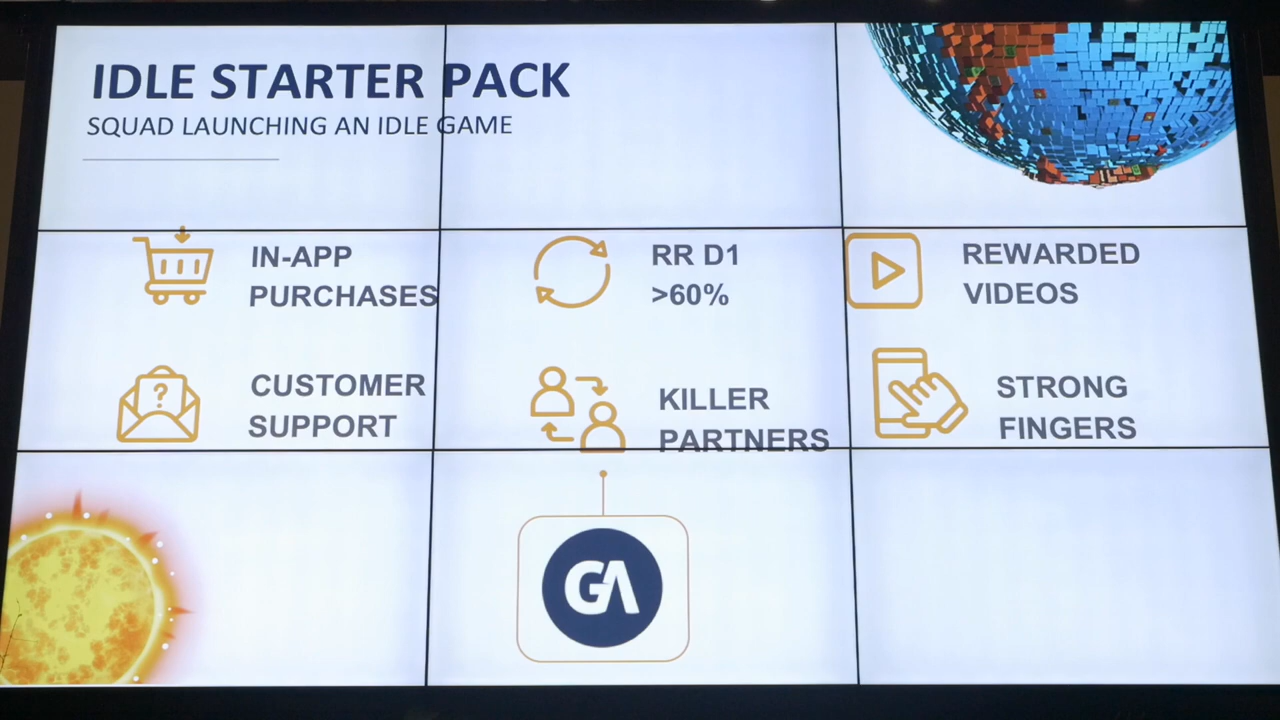 IDLE STARTER PACK
SQUAD LAUNCHING AN IDLE GAME
IN-APP
PURCHASES
RR D1
>60%
REWARDED
VIDEOS
?
CUSTOMER
SUPPORT
KILLER
PARTNERS
STRONG
FINGERS
GA